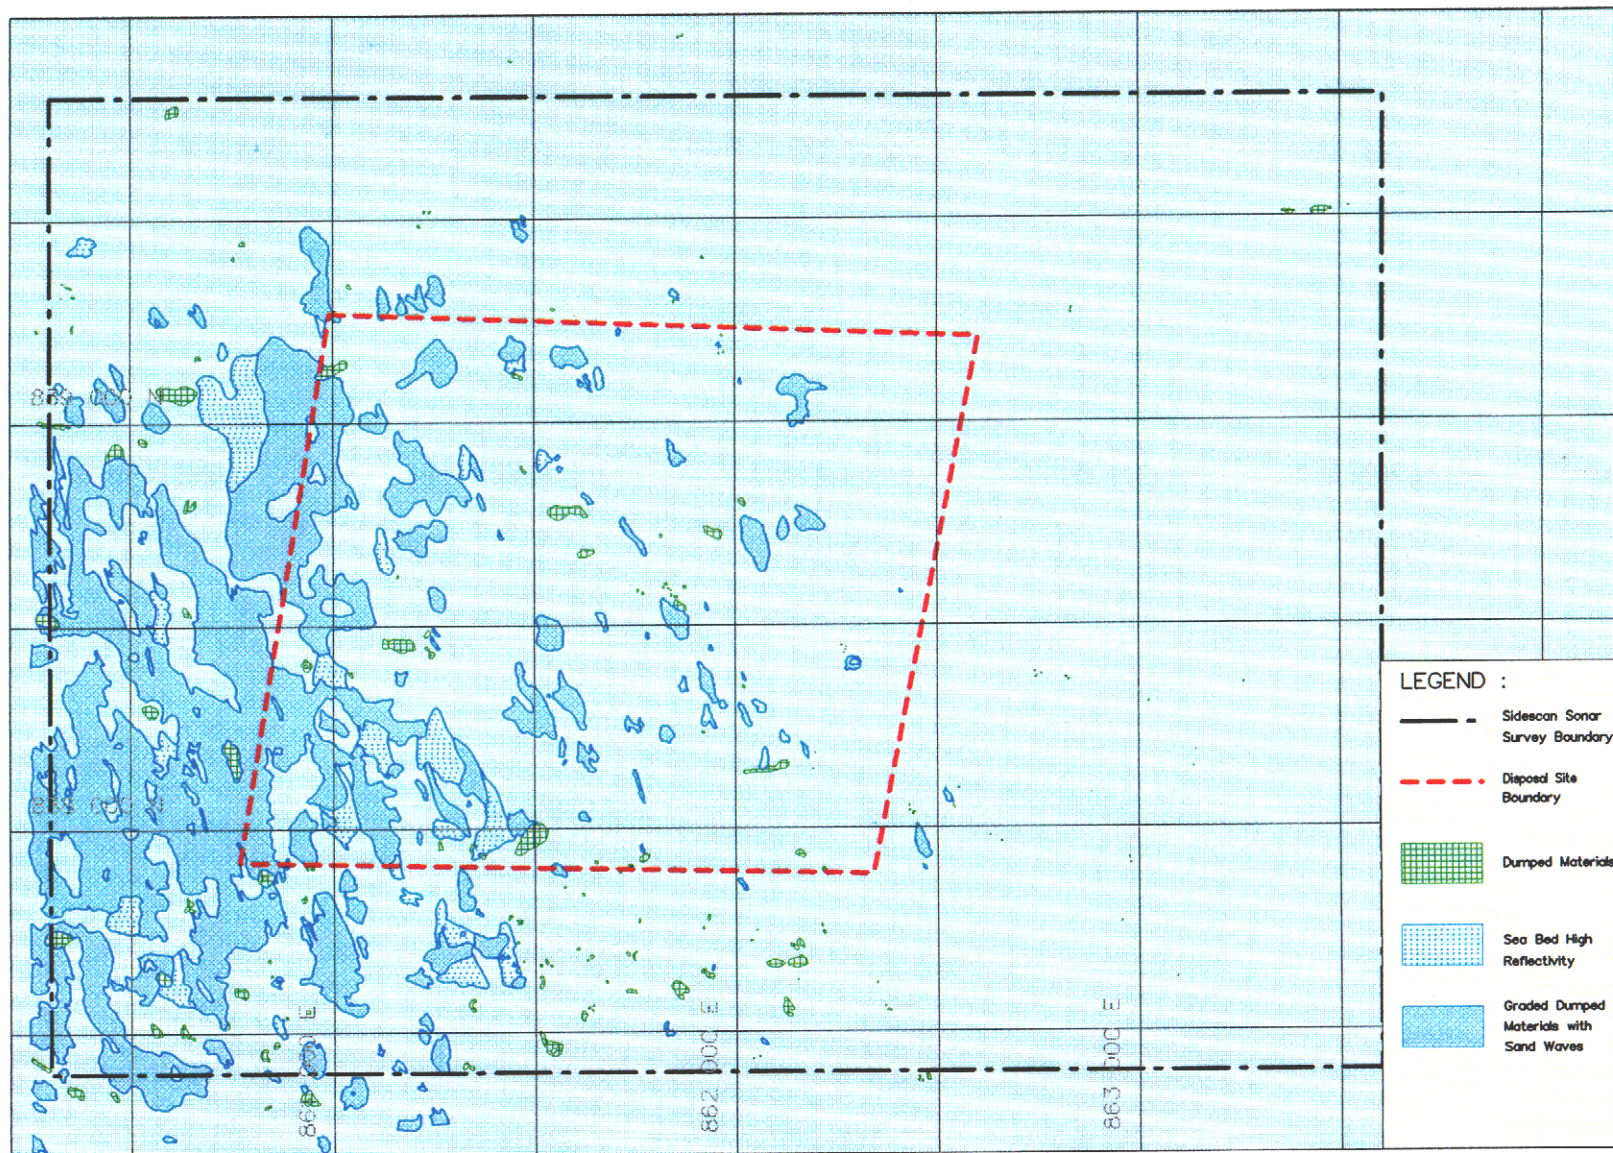 LEGEND :
Sidescan Sonar
Survey Boundary
Disposal Site
Boundary
Dumped Materials
Sea Bed High
Reflectivity
Graded Dumped
Materials with
Sand Waves
862 000 E
863 000 E